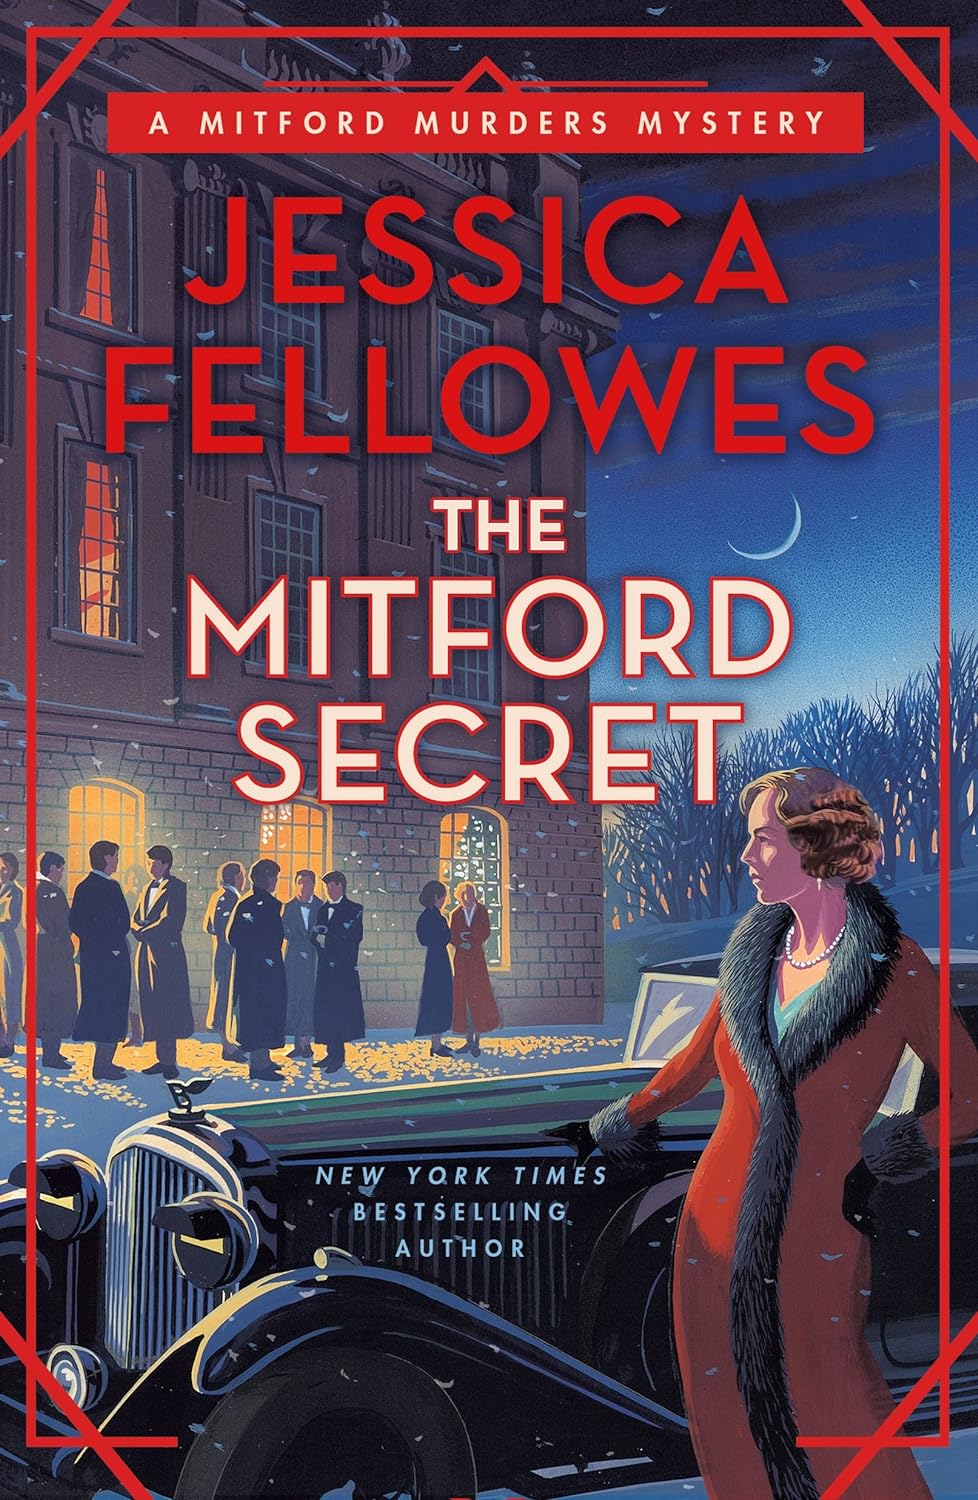 A MITFORD MURDERS MYSTERY
JESSICA
FELLOWES
THE
MITFORD
SECRET
NEW YORK TIMES
BESTSELLING
AUTHOR